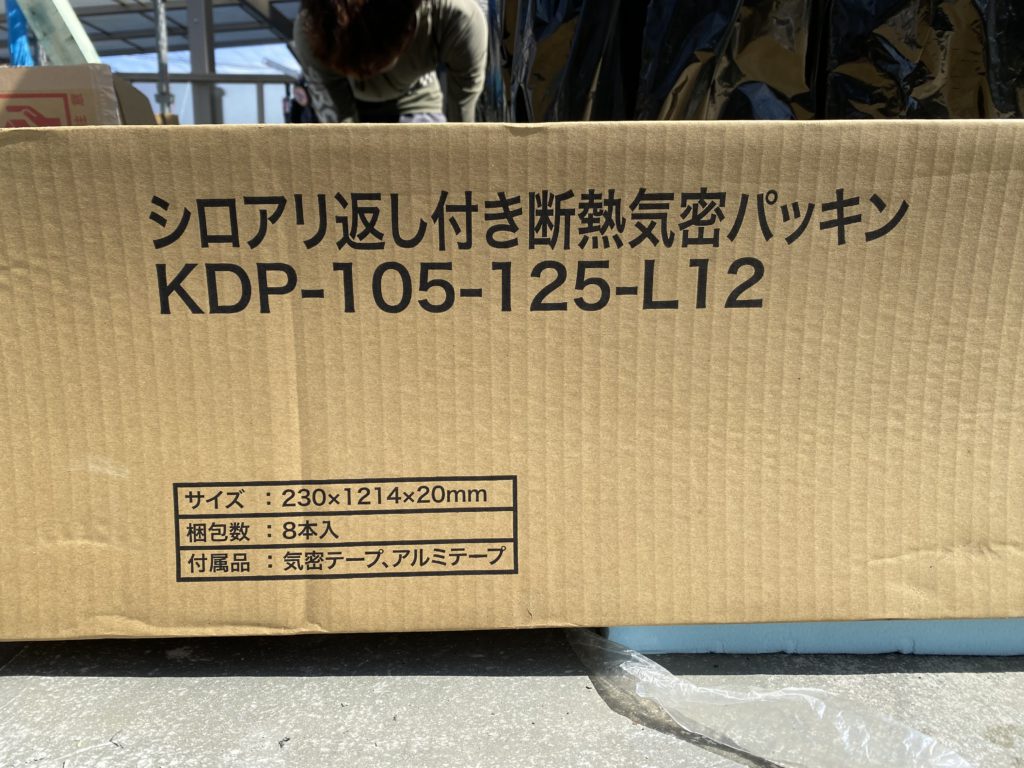 シロアリ返し付き断熱気密パッキン
KDP-105-125-L12
サイズ ：230×1214×20mm
梱包数 ：8本入
付属品 ：気密テープ､アルミテープ